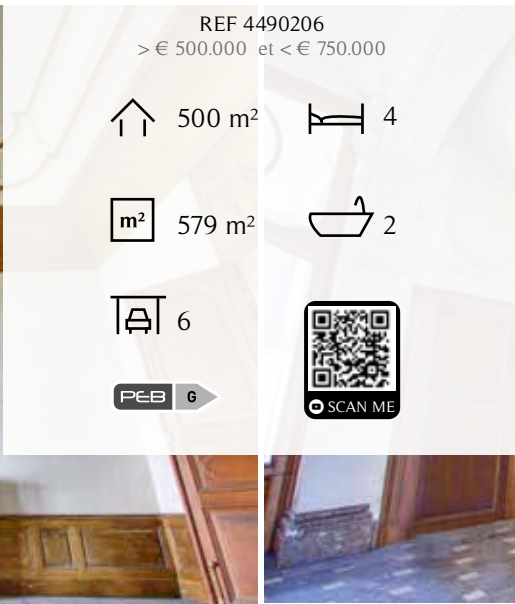 REF 4490206
> € 500.000 et < € 750.000
500 m²
4
m²
579 m²
2
6
PEB G
SCAN ME